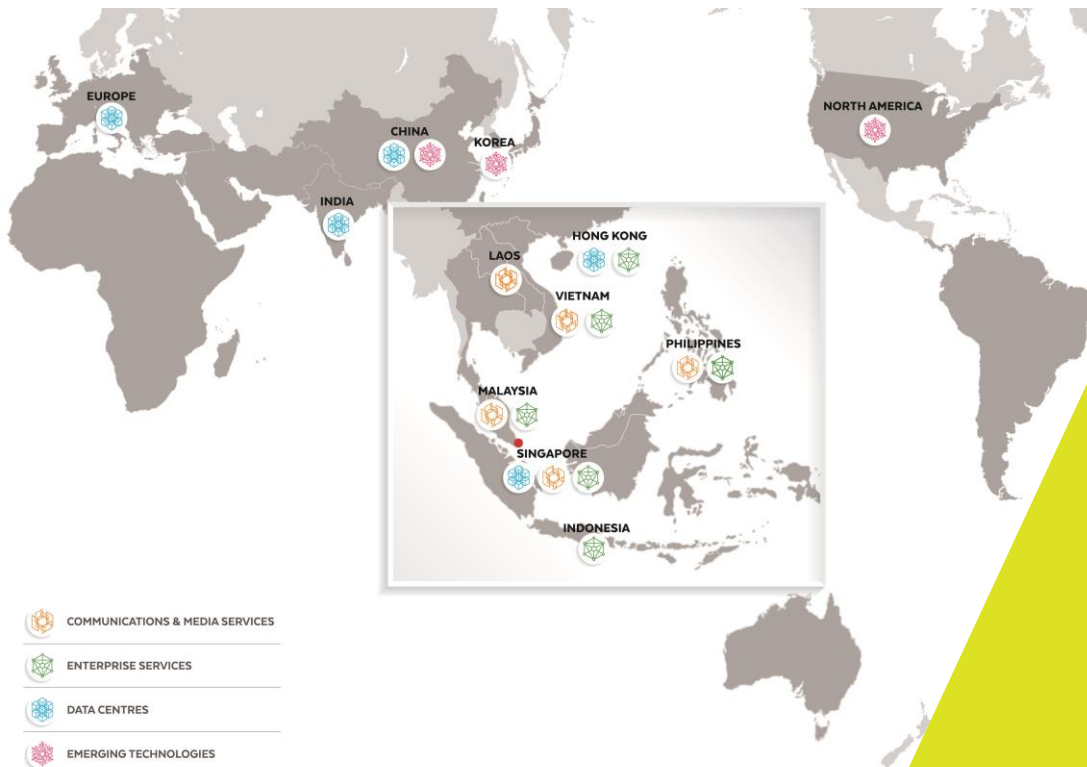 EUROPE
CHINA
KOREA
NORTH AMERICA
INDIA
HONG KONG
LAOS
VIETNAM
PHILIPPINES
MALAYSIA
SINGAPORE
INDONESIA
COMMUNICATIONS & MEDIA SERVICES
ENTERPRISE SERVICES
DATA CENTRES
EMERGING TECHNOLOGIES